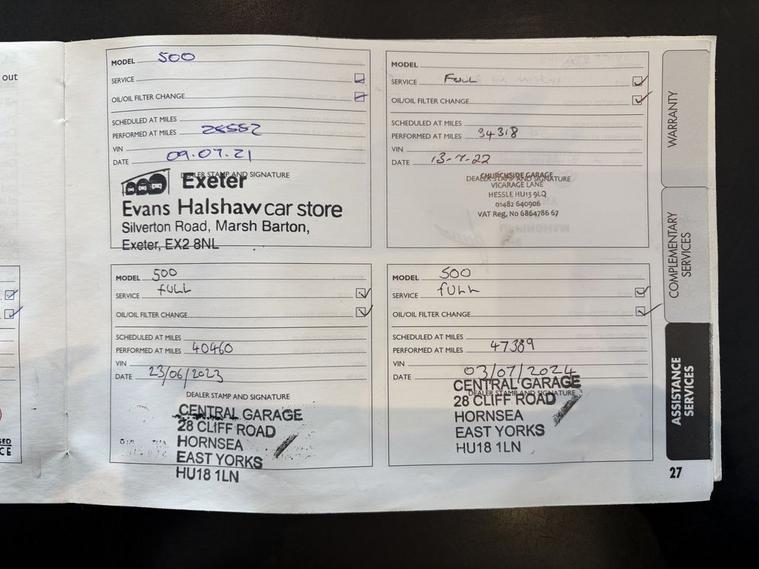 out
MODEL 500
SERVICE
OIL/OIL FILTER CHANGE
SCHEDULED AT MILES
PERFORMED AT MILES 28552
VIN
DATE 09.07.21
DEALER STAMP AND SIGNATURE
Exeter
Evans Halshaw car store
Silverton Road, Marsh Barton,
Exeter, EX2 8NL
MODEL
SERVICE FULL
OIL/OIL FILTER CHANGE
SCHEDULED AT MILES
PERFORMED AT MILES 34318
VIN
DATE 13-7-22
DEALER STAMP AND SIGNATURE
CHURCHSIDE GARAGE
VICARAGE LANE
HESSLE HU13 9LQ
01482 640906
VAT Reg, No 6864786 67
MODEL 500
SERVICE FULL
OIL/OIL FILTER CHANGE
SCHEDULED AT MILES
PERFORMED AT MILES 40460
VIN
DATE 23/06/2023
DEALER STAMP AND SIGNATURE
CENTRAL GARAGE
28 CLIFF ROAD
HORNSEA
EAST YORKS
HU18 1LN
MODEL 500
SERVICE FULL
OIL/OIL FILTER CHANGE
SCHEDULED AT MILES
PERFORMED AT MILES 47389
VIN
DATE 03/07/2024
DEALER STAMP AND SIGNATURE
CENTRAL GARAGE
28 CLIFF ROAD
HORNSEA
EAST YORKS
HU18 1LN
WARRANTY
COMPLEMENTARY
SERVICES
ASSISTANCE
SERVICES
27